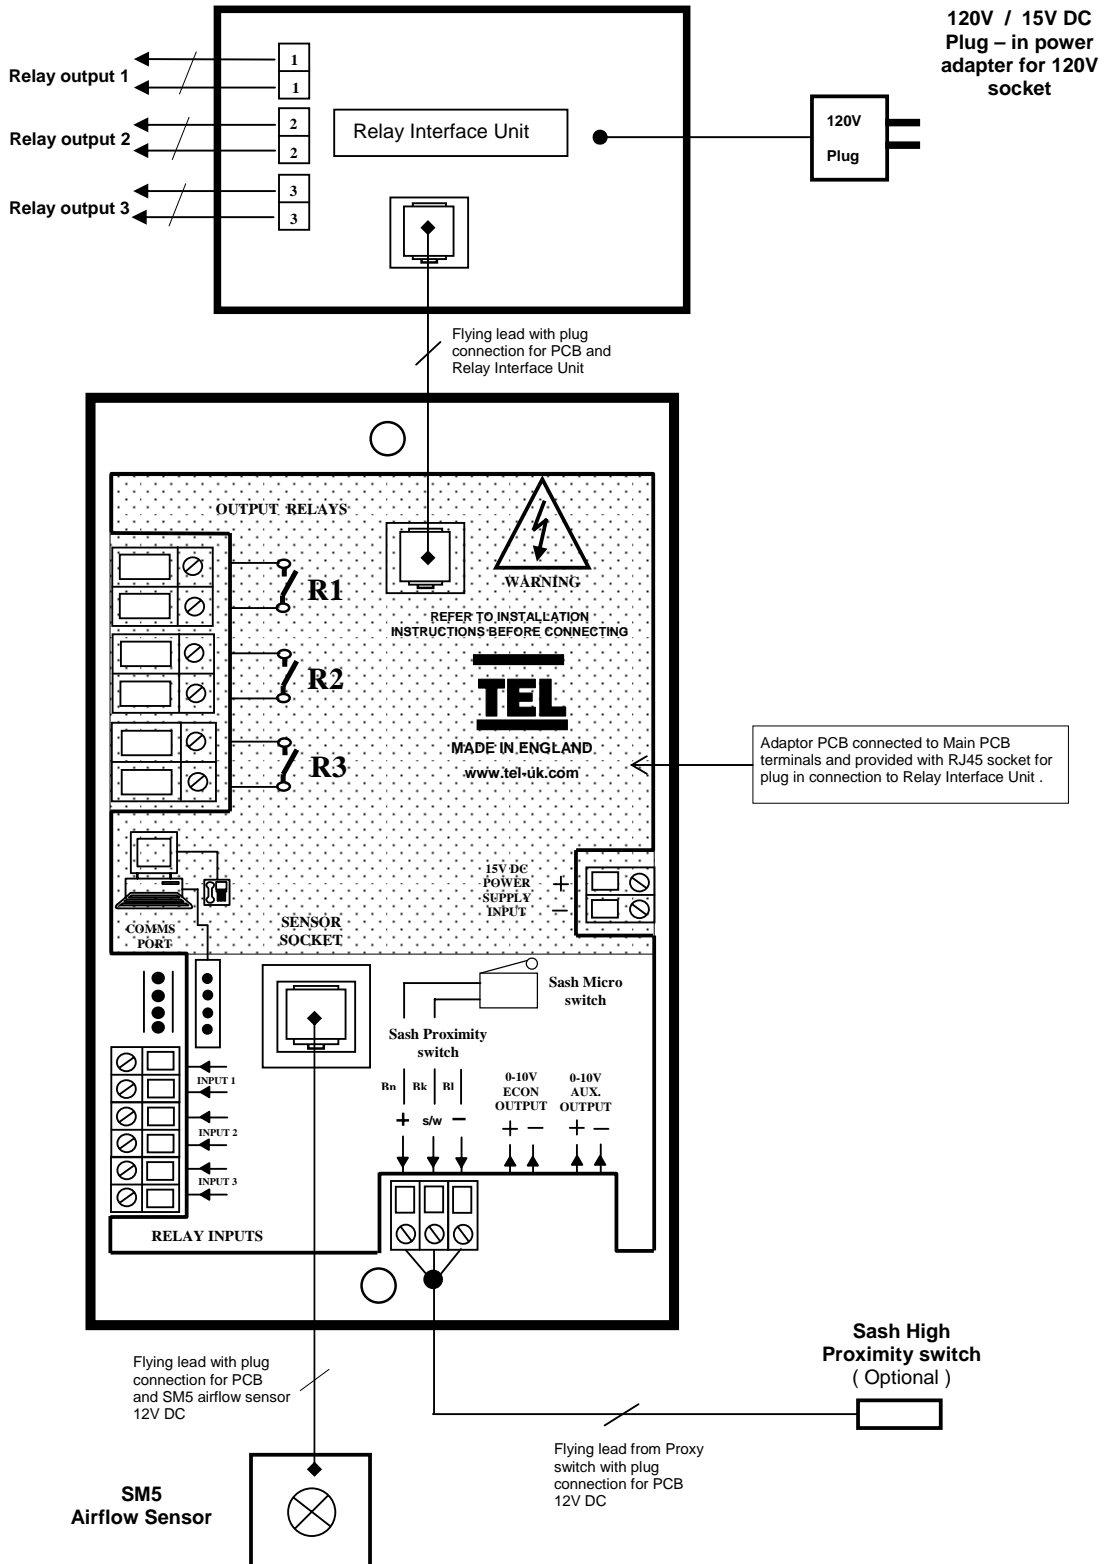 120V / 15V DC
Plug – in power
adapter for 120V
socket
120V
Plug
Relay output 1
1
1
Relay output 2
2
2
Relay output 3
3
3
Relay Interface Unit
Flying lead with plug
connection for PCB and
Relay Interface Unit
OUTPUT RELAYS
WARNING
R1
REFER TO INSTALLATION
INSTRUCTIONS BEFORE CONNECTING
R2
TEL
MADE IN ENGLAND
www.tel-uk.com
R3
Adaptor PCB connected to Main PCB
terminals and provided with RJ45 socket for
plug in connection to Relay Interface Unit .
15V DC
POWER
SUPPLY
INPUT
+
–
COMMS
PORT
SENSOR
SOCKET
Sash Micro
switch
Sash Proximity
switch
Bn Bk Bl
+ s/w –
0-10V
ECON
OUTPUT
+ –
0-10V
AUX.
OUTPUT
+ –
INPUT 1
INPUT 2
INPUT 3
RELAY INPUTS
Flying lead with plug
connection for PCB
and SM5 airflow sensor
12V DC
Sash High
Proximity switch
( Optional )
Flying lead from Proxy
switch with plug
connection for PCB
12V DC
SM5
Airflow Sensor